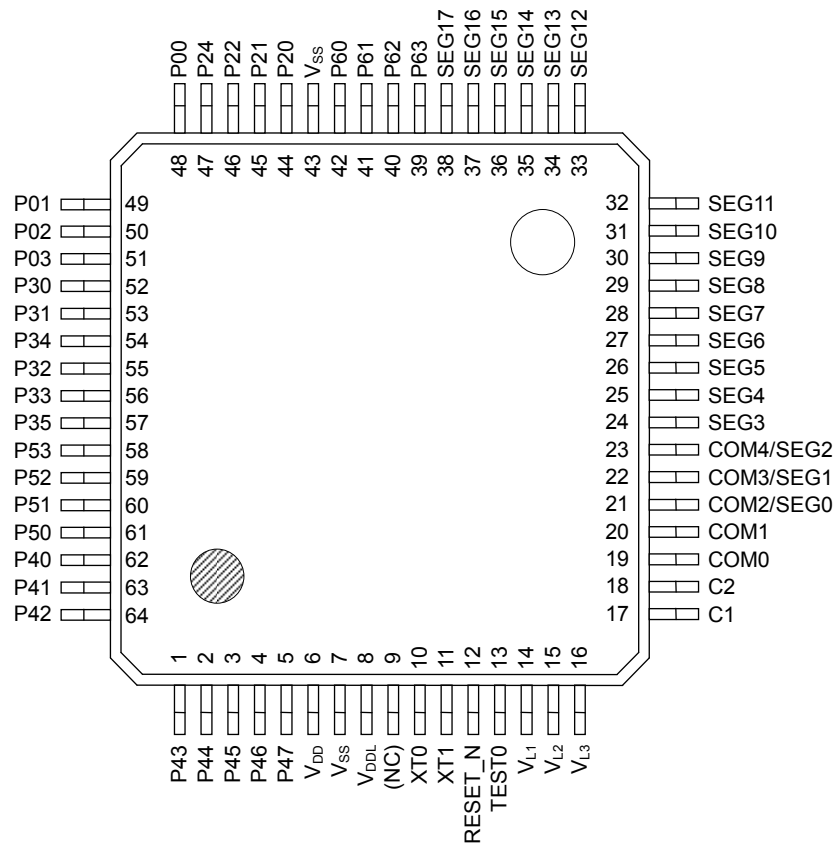 P00 P24 P22 P21 P20 VSS P60 P61 P62 P63 SEG17 SEG16 SEG15 SEG14 SEG13 SEG12
48 47 46 45 44 43 42 41 40 39 38 37 36 35 34 33
P01 49 32 SEG11
P02 50 31 SEG10
P03 51 30 SEG9
P30 52 29 SEG8
P31 53 28 SEG7
P34 54 27 SEG6
P32 55 26 SEG5
P33 56 25 SEG4
P35 57 24 SEG3
P53 58 23 COM4/SEG2
P52 59 22 COM3/SEG1
P51 60 21 COM2/SEG0
P50 61 20 COM1
P40 62 19 COM0
P41 63 18 C2
P42 64 17 C1
1 2 3 4 5 6 7 8 9 10 11 12 13 14 15 16
P43 P44 P45 P46 P47 VDD VSS VDDL (NC) XT0 XT1 RESET_N TEST0 VL1 VL2 VL3